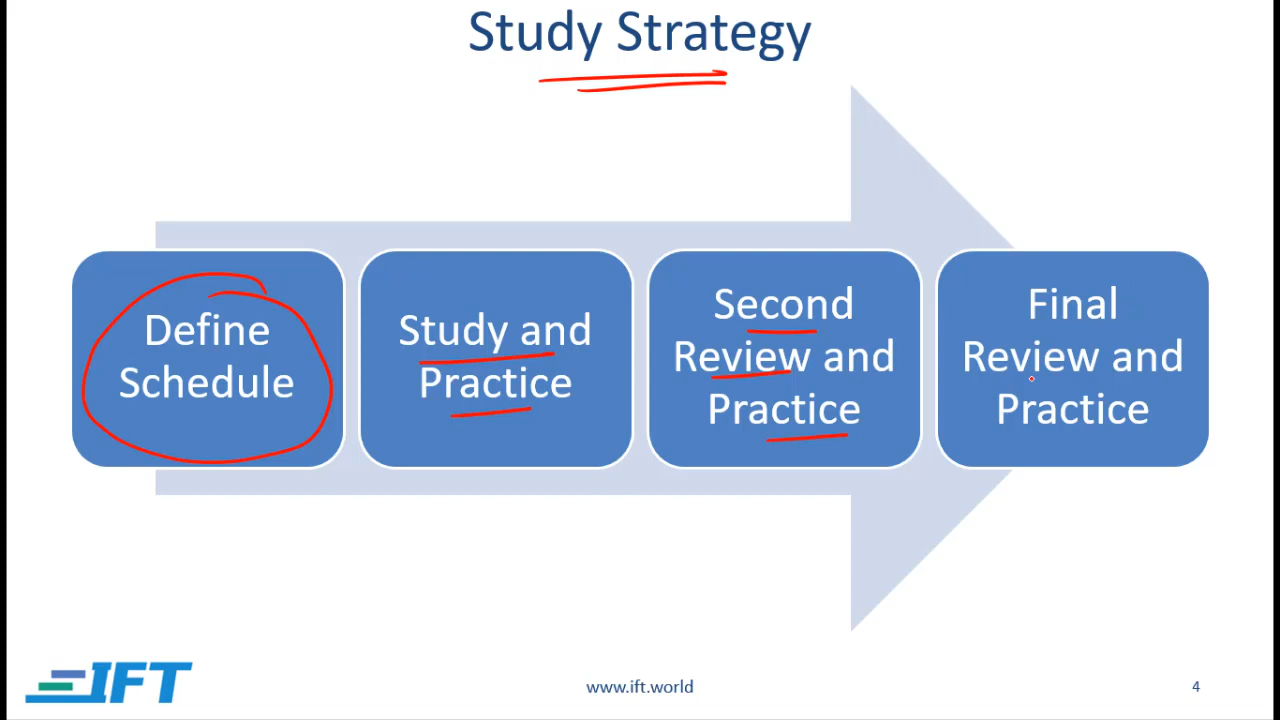 Study Strategy
Define
Schedule
Study and
Practice
Second
Review and
Practice
Final
Review and
Practice
IFT
www.ift.world
4